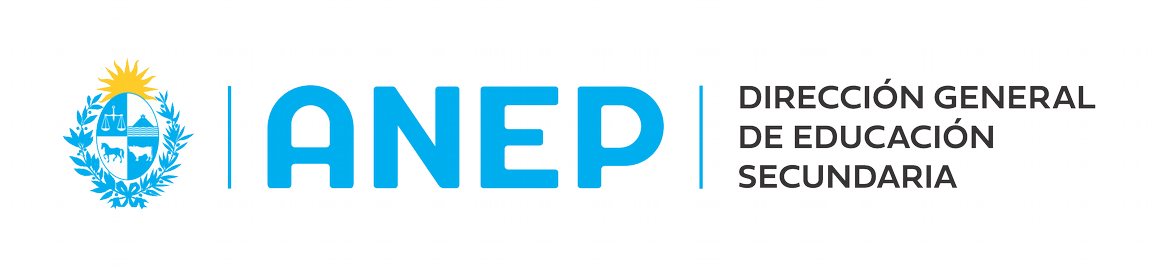 ANEP
DIRECCIÓN GENERAL
DE EDUCACIÓN
SECUNDARIA